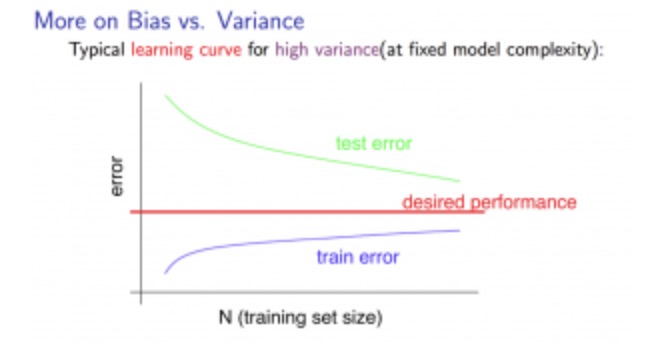 More on Bias vs. Variance
Typical learning curve for high variance(at fixed model complexity):
test error
error
desired performance
train error
N (training set size)